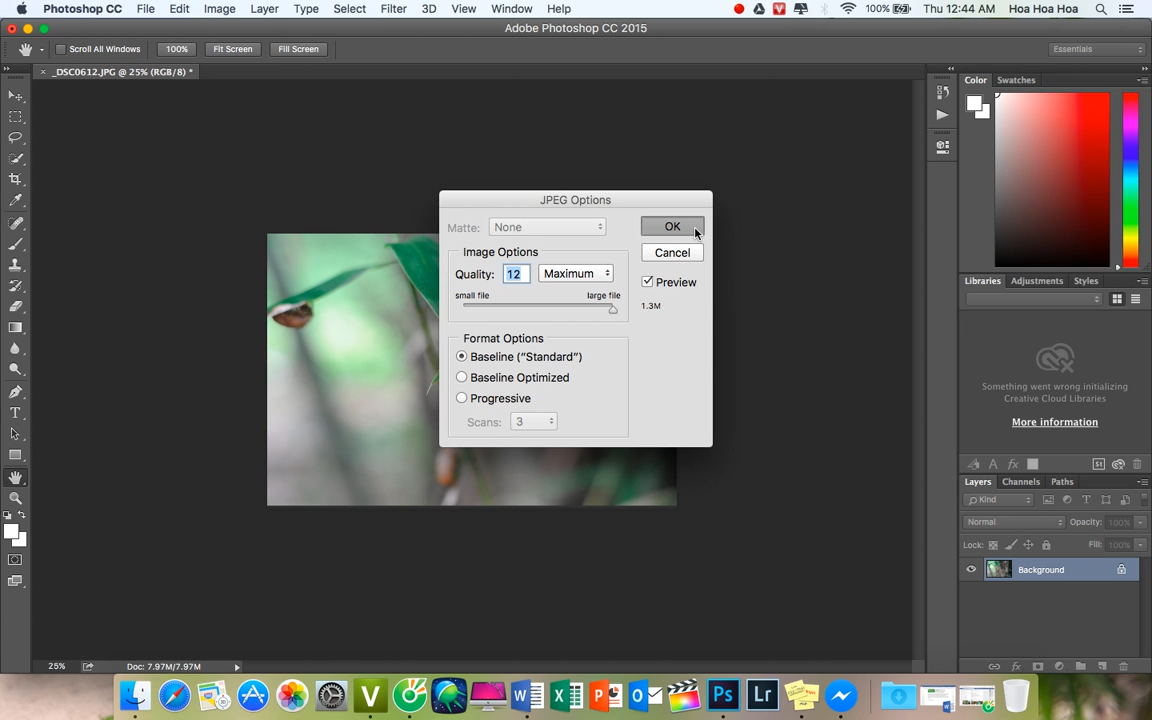 Photoshop CC File Edit Image Layer Type Select Filter 3D View Window Help 100% Thu 12:44 AM Hoa Hoa Hoa
Adobe Photoshop CC 2015
Scroll All Windows 100% Fit Screen Fill Screen Essentials
_DSC0612.JPG @ 25% (RGB/8) *
Color Swatches
JPEG Options
Matte: None OK
Image Options Cancel
Quality: 12 Maximum
Preview
small file large file
1.3M
Format Options
Baseline (“Standard”)
Baseline Optimized
Progressive
Scans: 3
Libraries Adjustments Styles
Something went wrong initializing
Creative Cloud Libraries
More information
St
Layers Channels Paths
Kind
Normal Opacity: 100%
Lock: Fill: 100%
Background
25% Doc: 7.97M/7.97M
Ps Lr